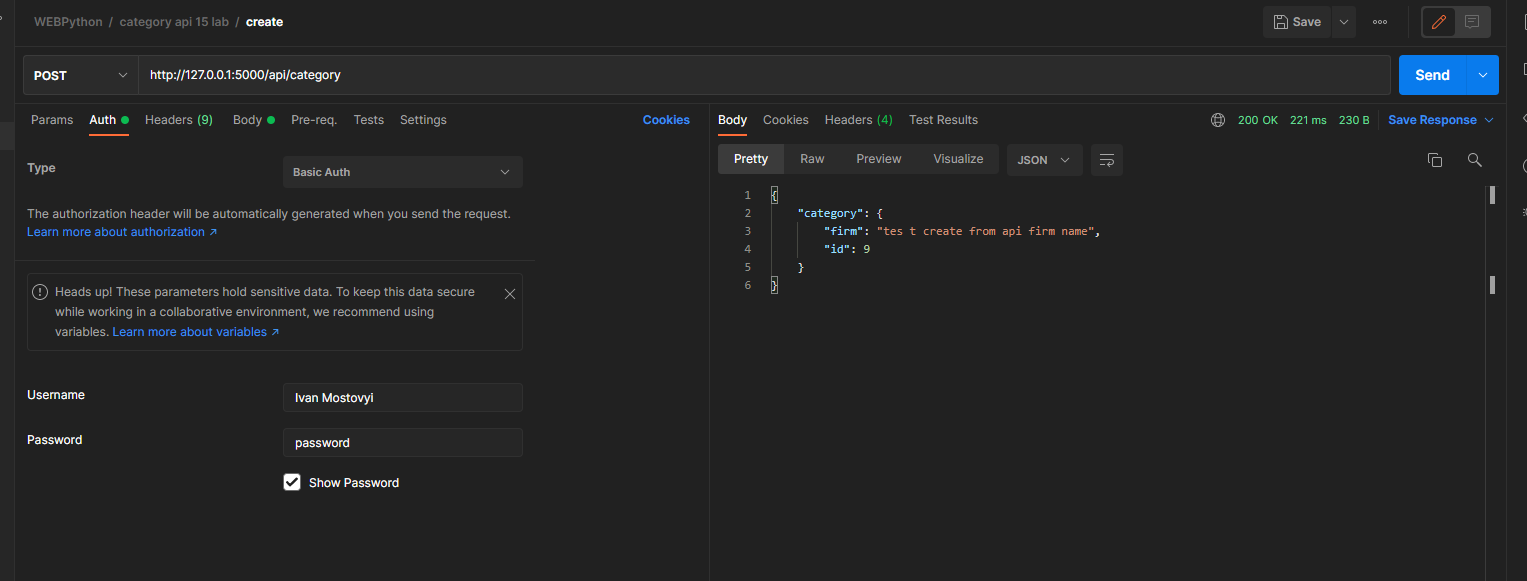 WEBPython / category api 15 lab / create
Save
POST
http://127.0.0.1:5000/api/category
Send
Params Auth Headers (9) Body Pre-req. Tests Settings Cookies
Type
Basic Auth
The authorization header will be automatically generated when you send the request.
Learn more about authorization ↗
Heads up! These parameters hold sensitive data. To keep this data secure
while working in a collaborative environment, we recommend using
variables. Learn more about variables ↗
Username
Ivan Mostovyi
Password
password
Show Password
Body Cookies Headers (4) Test Results
200 OK 221 ms 230 B Save Response
Pretty Raw Preview Visualize JSON
1 {
2 "category": {
3 "firm": "tes t create from api firm name",
4 "id": 9
5 }
6 }